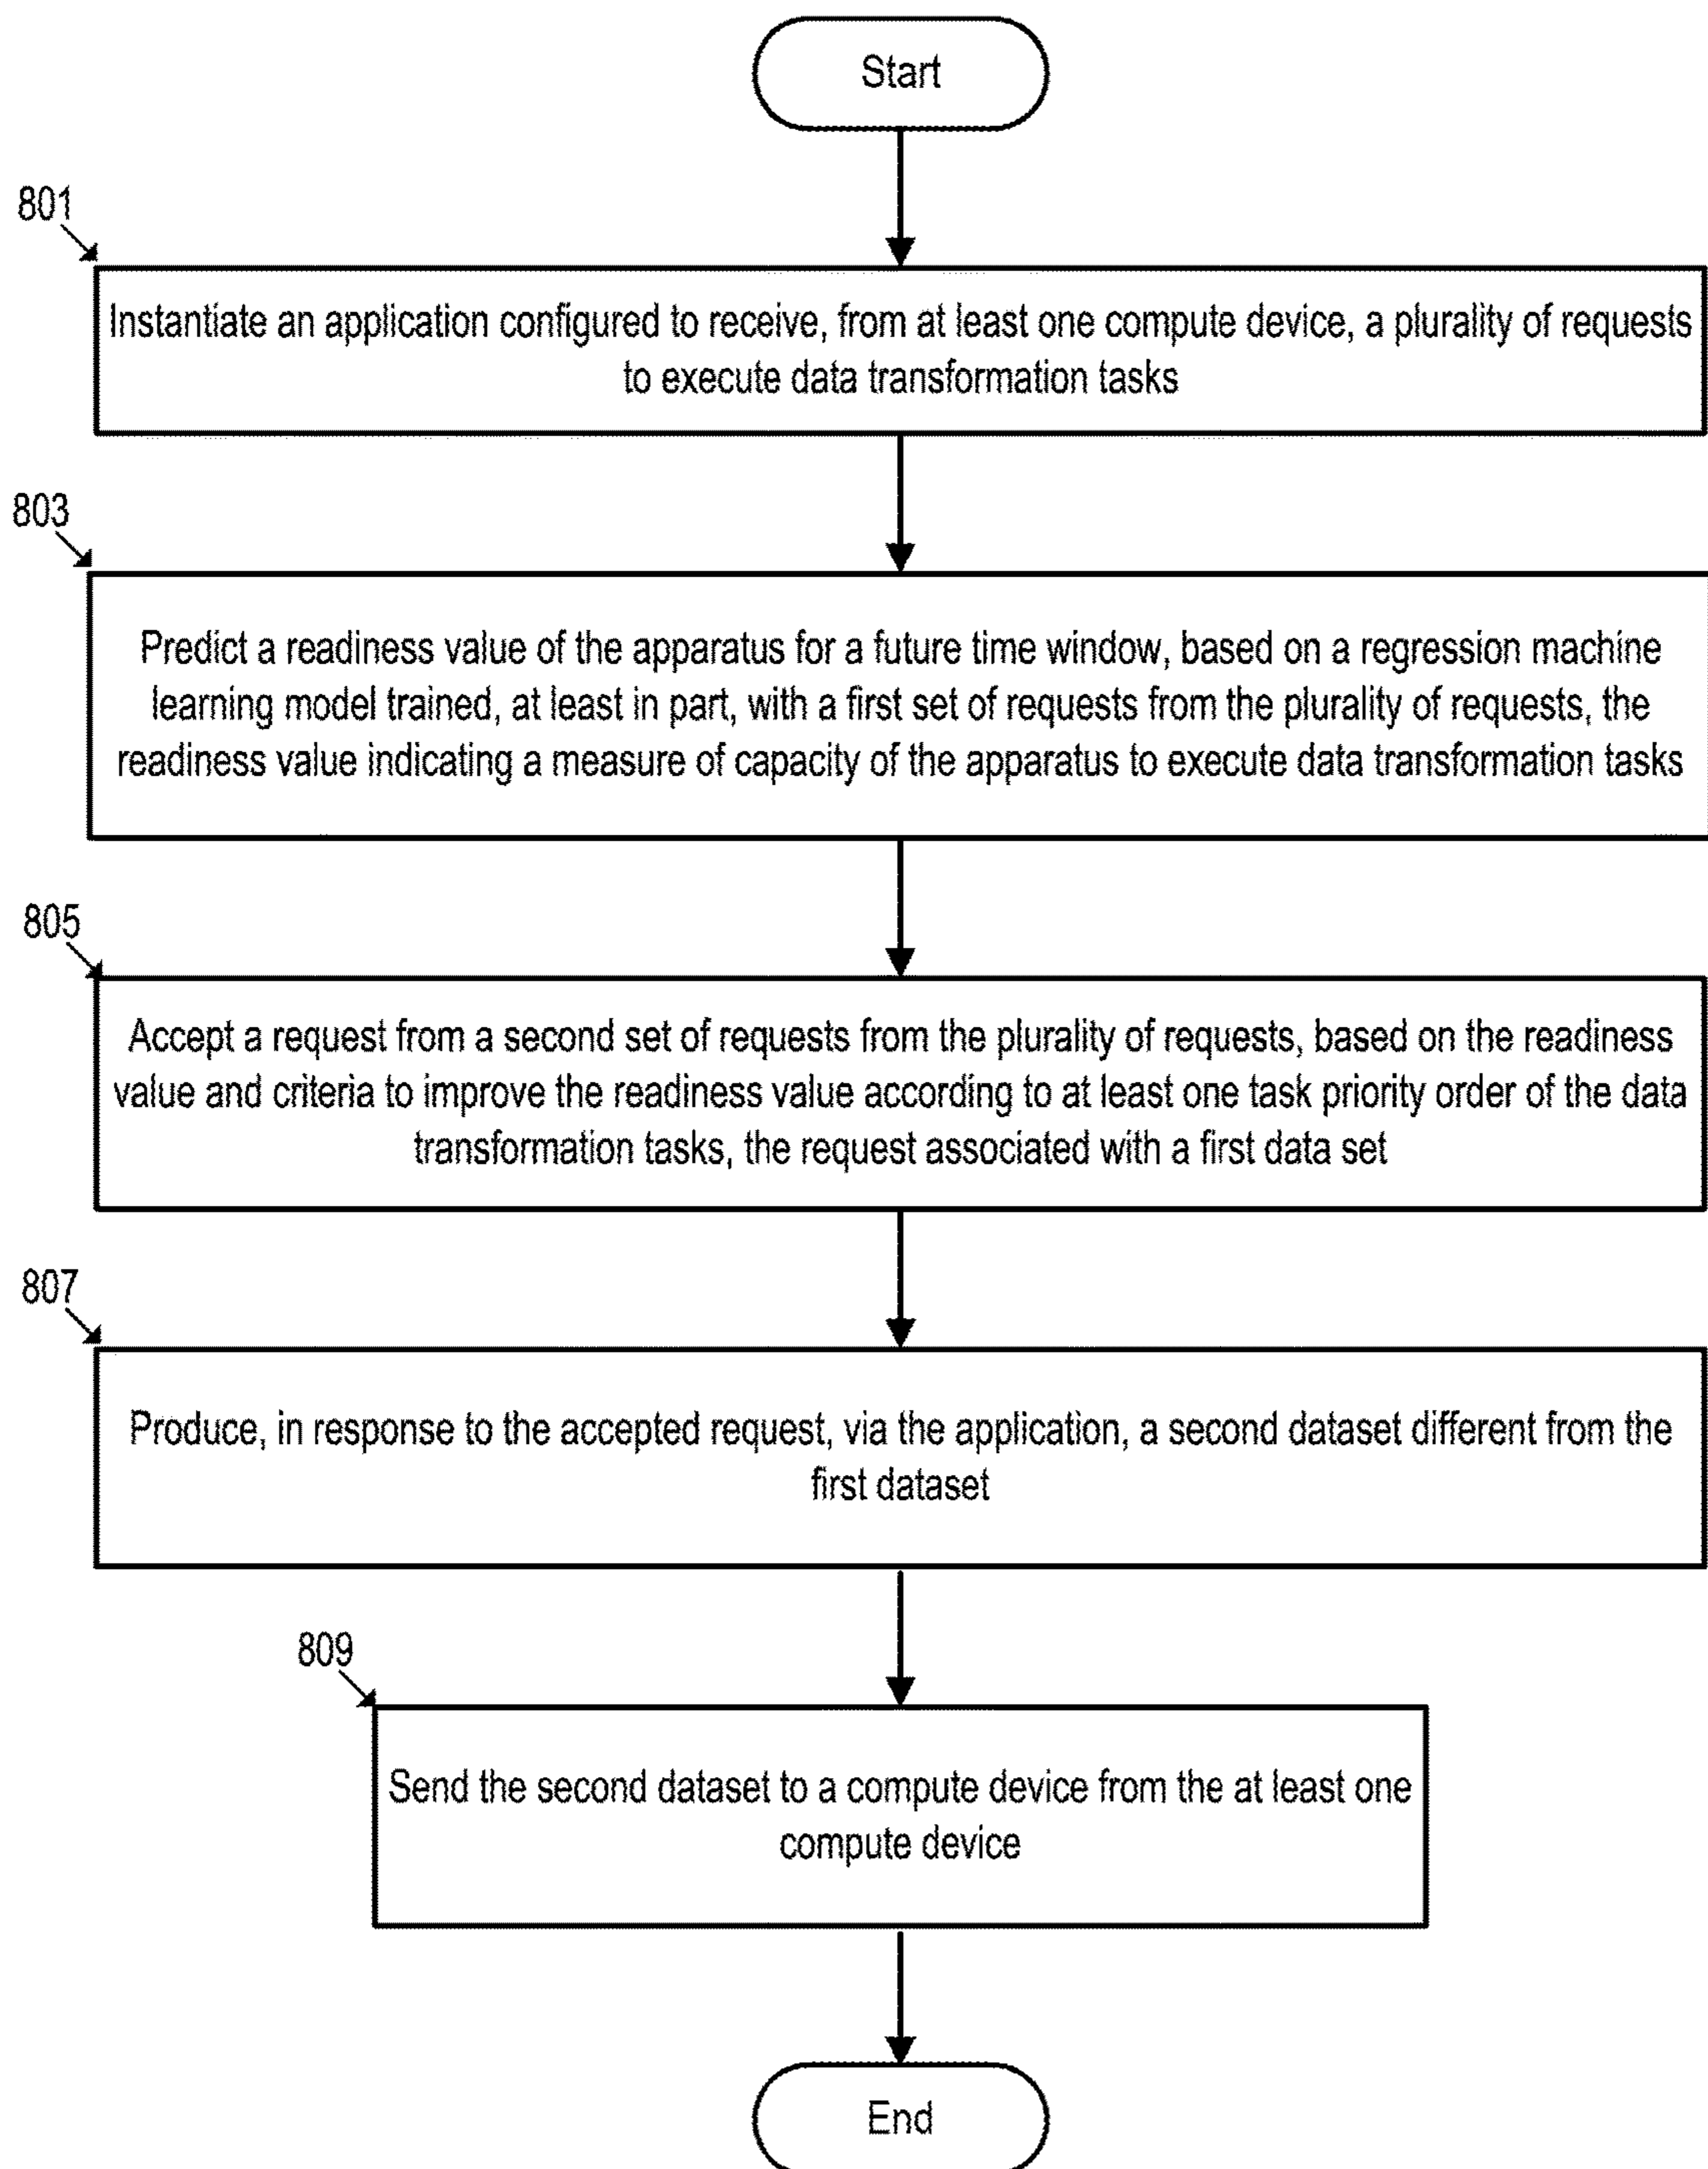 Start
801
Instantiate an application configured to receive, from at least one compute device, a plurality of requests
to execute data transformation tasks
803
Predict a readiness value of the apparatus for a future time window, based on a regression machine
learning model trained, at least in part, with a first set of requests from the plurality of requests, the
readiness value indicating a measure of capacity of the apparatus to execute data transformation tasks
805
Accept a request from a second set of requests from the plurality of requests, based on the readiness
value and criteria to improve the readiness value according to at least one task priority order of the data
transformation tasks, the request associated with a first data set
807
Produce, in response to the accepted request, via the application, a second dataset different from the
first dataset
809
Send the second dataset to a compute device from the at least one
compute device
End